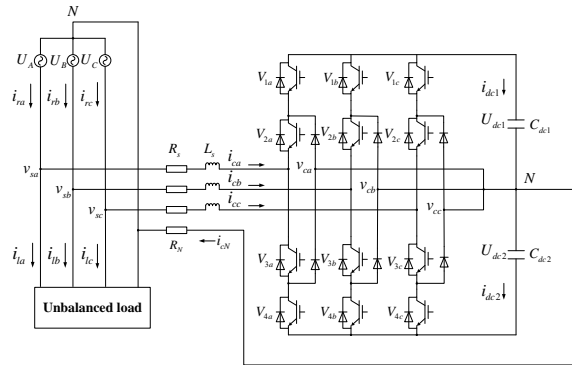 N
U_A U_B U_C
i_ra i_rb i_rc
V_1a V_1b V_1c
i_dc1
U_dc1 C_dc1
V_2a V_2b V_2c
R_s L_s i_ca
v_sa v_ca
i_cb
v_sb v_cb N
i_cc
v_sc v_cc
R_N i_cN
i_la i_lb i_lc
V_3a V_3b V_3c
U_dc2 C_dc2
i_dc2
Unbalanced load
V_4a V_4b V_4c